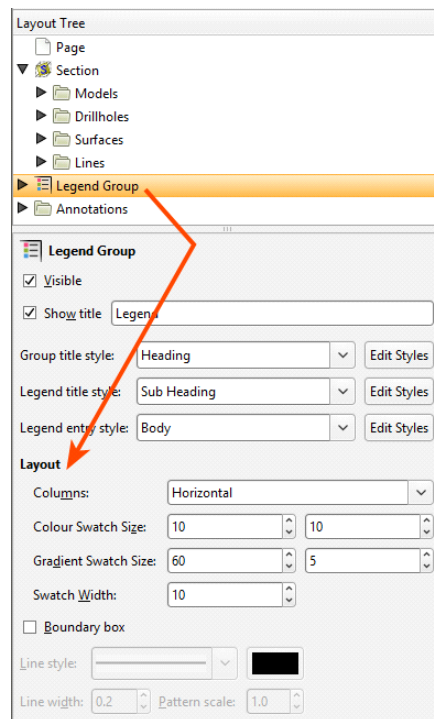 Layout Tree
Page
Section
Models
Drillholes
Surfaces
Lines
Legend Group
Annotations
Legend Group
Visible
Show title Legend
Group title style: Heading Edit Styles
Legend title style: Sub Heading Edit Styles
Legend entry style: Body Edit Styles
Layout
Columns: Horizontal
Colour Swatch Size: 10 10
Gradient Swatch Size: 60 5
Swatch Width: 10
Boundary box
Line style:
Line width: 0.2 Pattern scale: 1.0